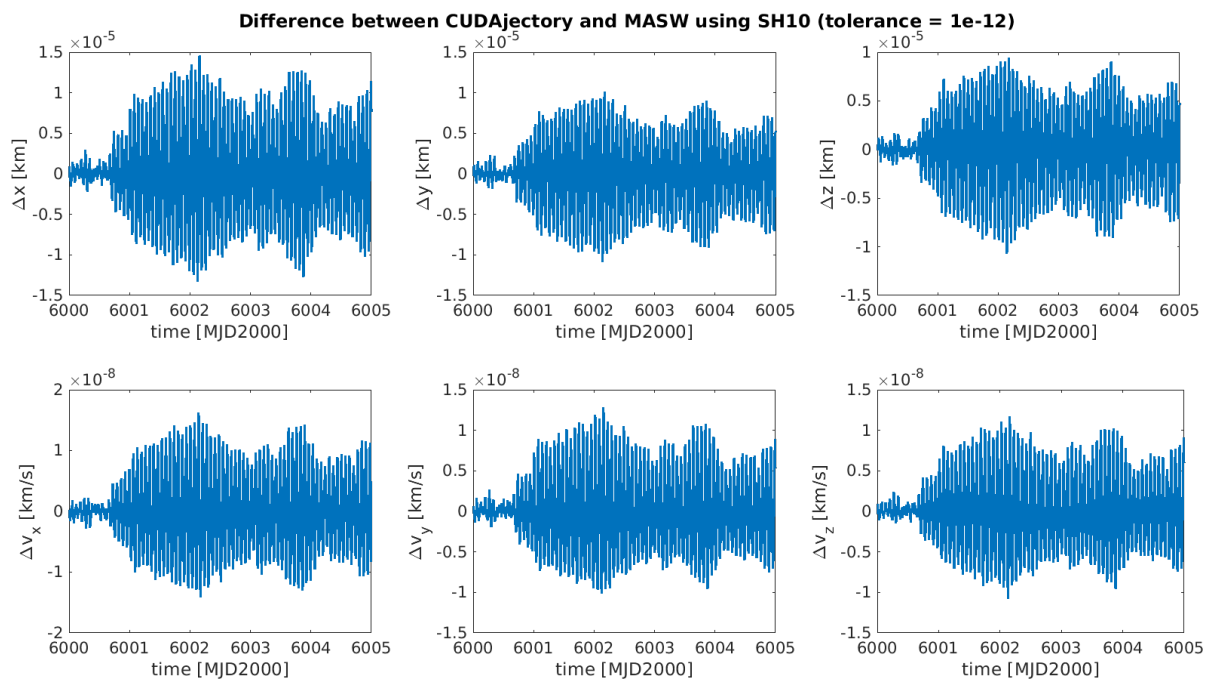 Difference between CUDAjectory and MASW using SH10 (tolerance = 1e-12)
×10⁻⁵
1.5
1
0.5
0
-0.5
-1
-1.5
Δx [km]
6000 6001 6002 6003 6004 6005
time [MJD2000]
×10⁻⁵
1.5
1
0.5
0
-0.5
-1
-1.5
Δy [km]
6000 6001 6002 6003 6004 6005
time [MJD2000]
×10⁻⁵
1
0.5
0
-0.5
-1
-1.5
Δz [km]
6000 6001 6002 6003 6004 6005
time [MJD2000]
×10⁻⁸
2
1
0
-1
-2
Δvₓ [km/s]
6000 6001 6002 6003 6004 6005
time [MJD2000]
×10⁻⁸
1.5
1
0.5
0
-0.5
-1
-1.5
Δv_y [km/s]
6000 6001 6002 6003 6004 6005
time [MJD2000]
×10⁻⁸
1.5
1
0.5
0
-0.5
-1
-1.5
Δv_z [km/s]
6000 6001 6002 6003 6004 6005
time [MJD2000]